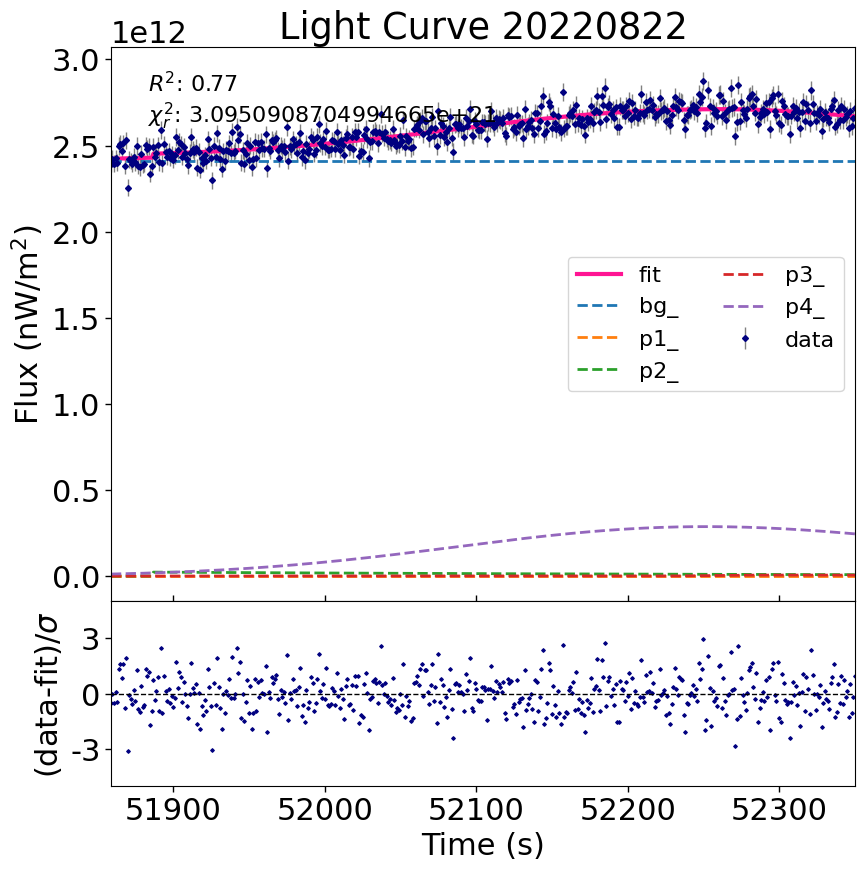 Light Curve 20220822
1e12
R²: 0.77
χ²ᵣ: 3.0950908704994665e+21
3.0
2.5
2.0
1.5
1.0
0.5
0.0
Flux (nW/m²)
fit
bg_
p1_
p2_
p3_
p4_
data
3
0
-3
(data-fit)/σ
51900 52000 52100 52200 52300
Time (s)